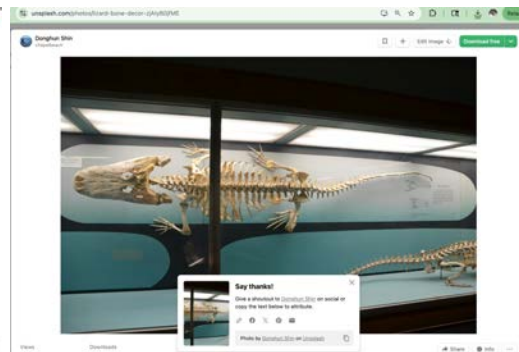 unsplash.com/photos/lizard-bone-decor-zjAlyB0jfME
Donghun Shin
Edit image
Download free
Say thanks!
Give a shoutout to Donghun Shin on social or
copy the text below to attribute.
Photo by Donghun Shin on Unsplash
Views
Downloads
Share
Info